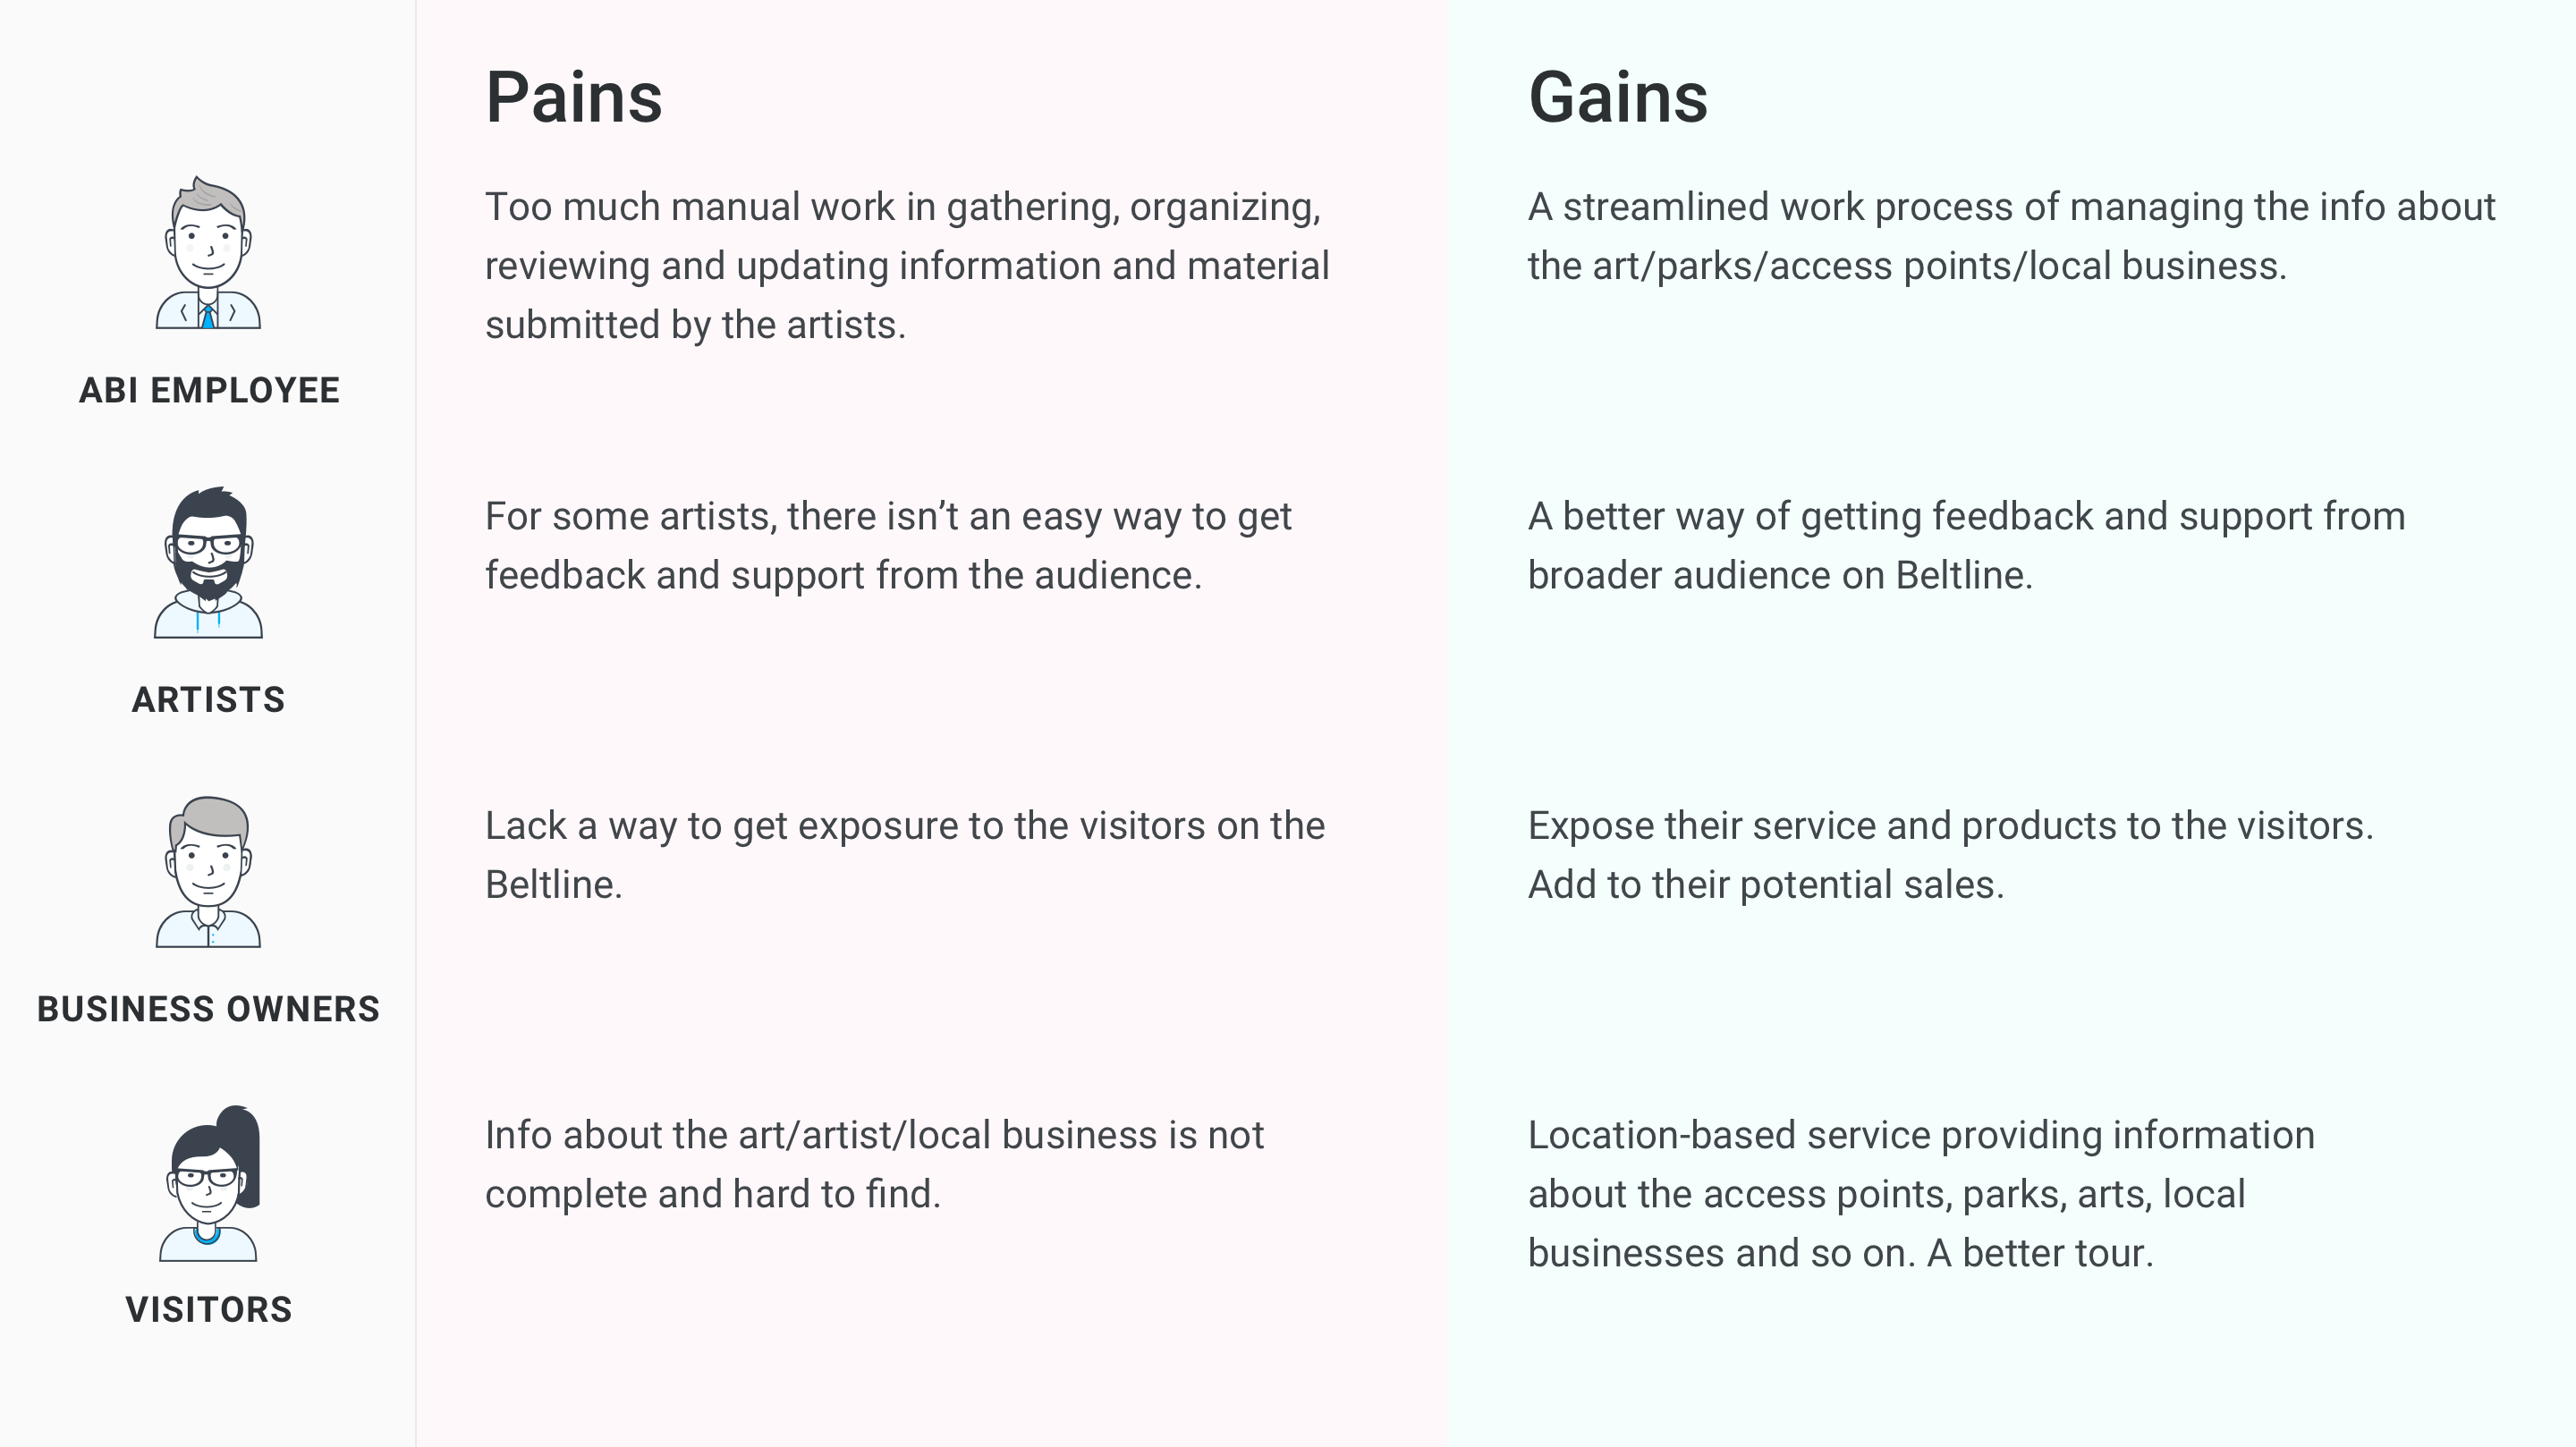 Pains
Gains
ABI EMPLOYEE
Too much manual work in gathering, organizing,
reviewing and updating information and material
submitted by the artists.
A streamlined work process of managing the info about
the art/parks/access points/local business.
ARTISTS
For some artists, there isn’t an easy way to get
feedback and support from the audience.
A better way of getting feedback and support from
broader audience on Beltline.
BUSINESS OWNERS
Lack a way to get exposure to the visitors on the
Beltline.
Expose their service and products to the visitors.
Add to their potential sales.
VISITORS
Info about the art/artist/local business is not
complete and hard to find.
Location-based service providing information
about the access points, parks, arts, local
businesses and so on. A better tour.